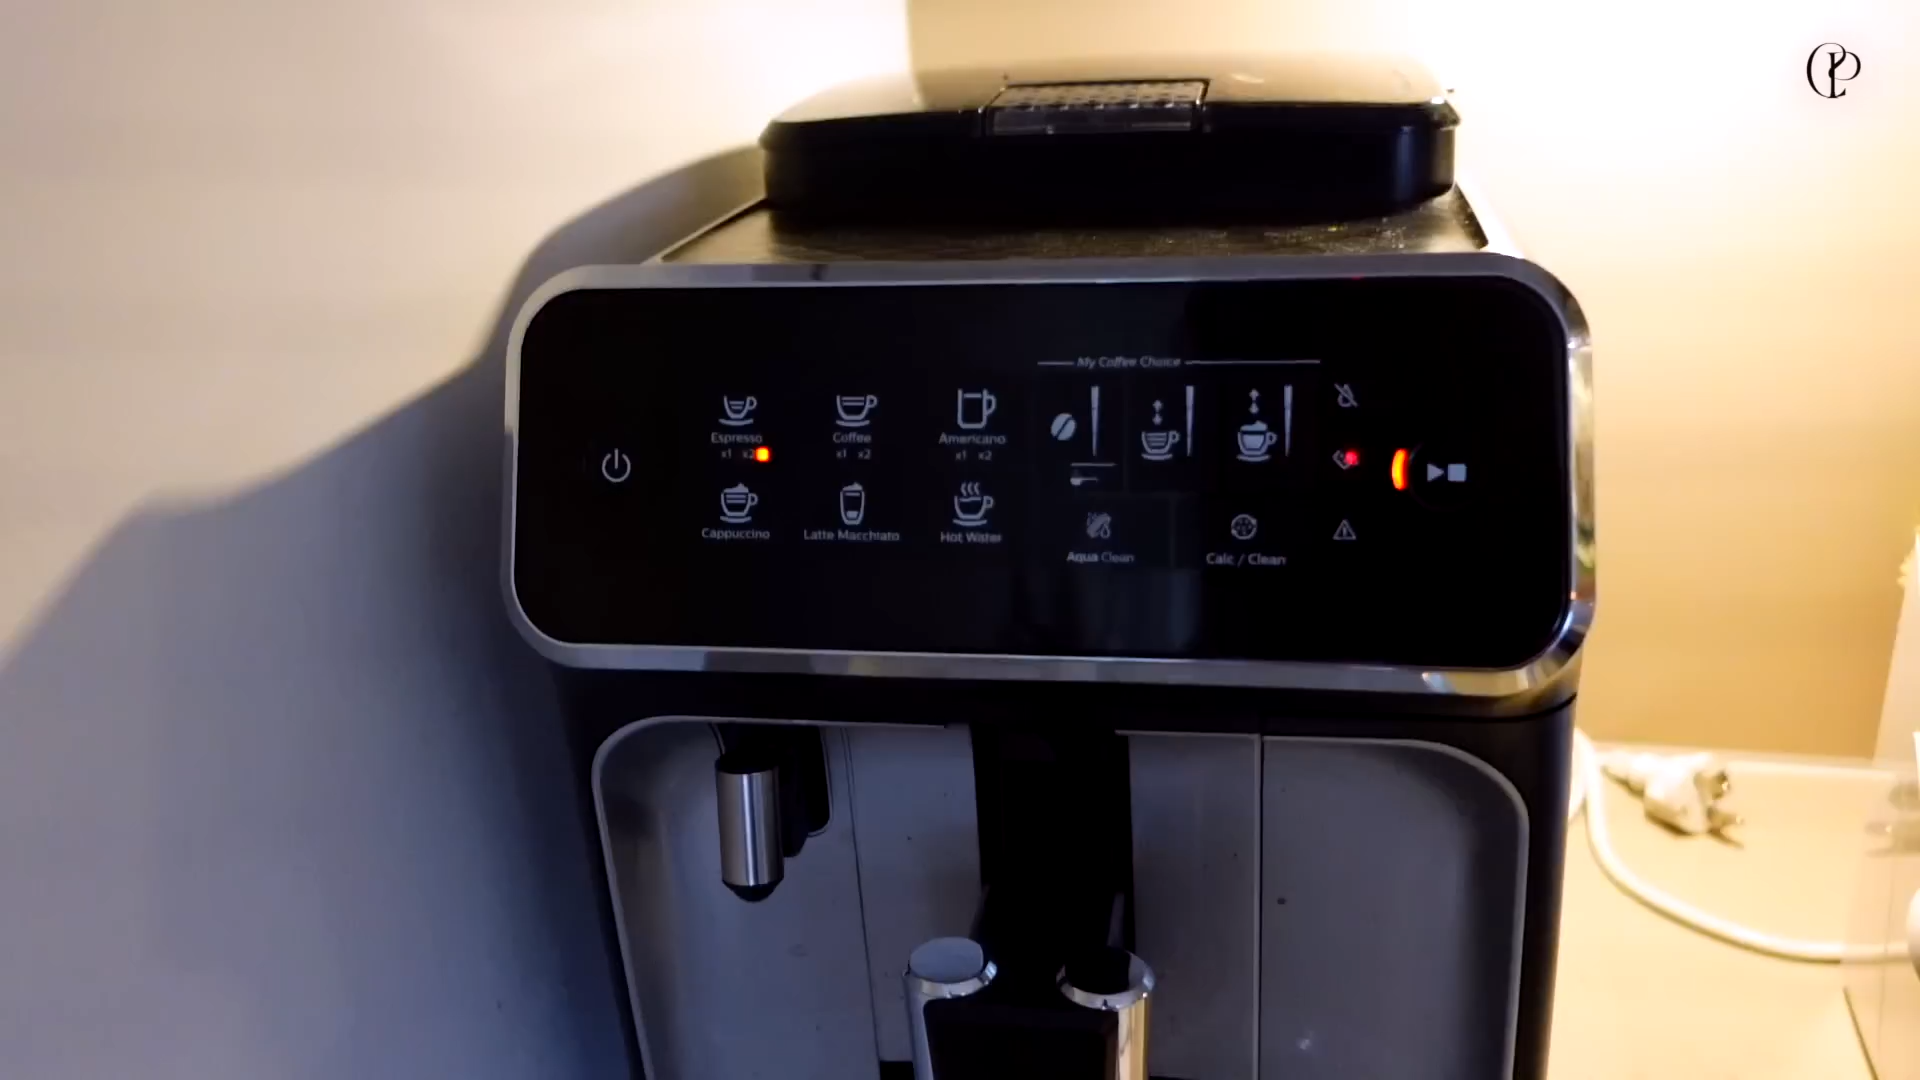 My Coffee Choice
Espresso
x1 x2
Coffee
x1 x2
Americano
x1 x2
Cappuccino
Latte Macchiato
Hot Water
Aqua Clean
Calc / Clean